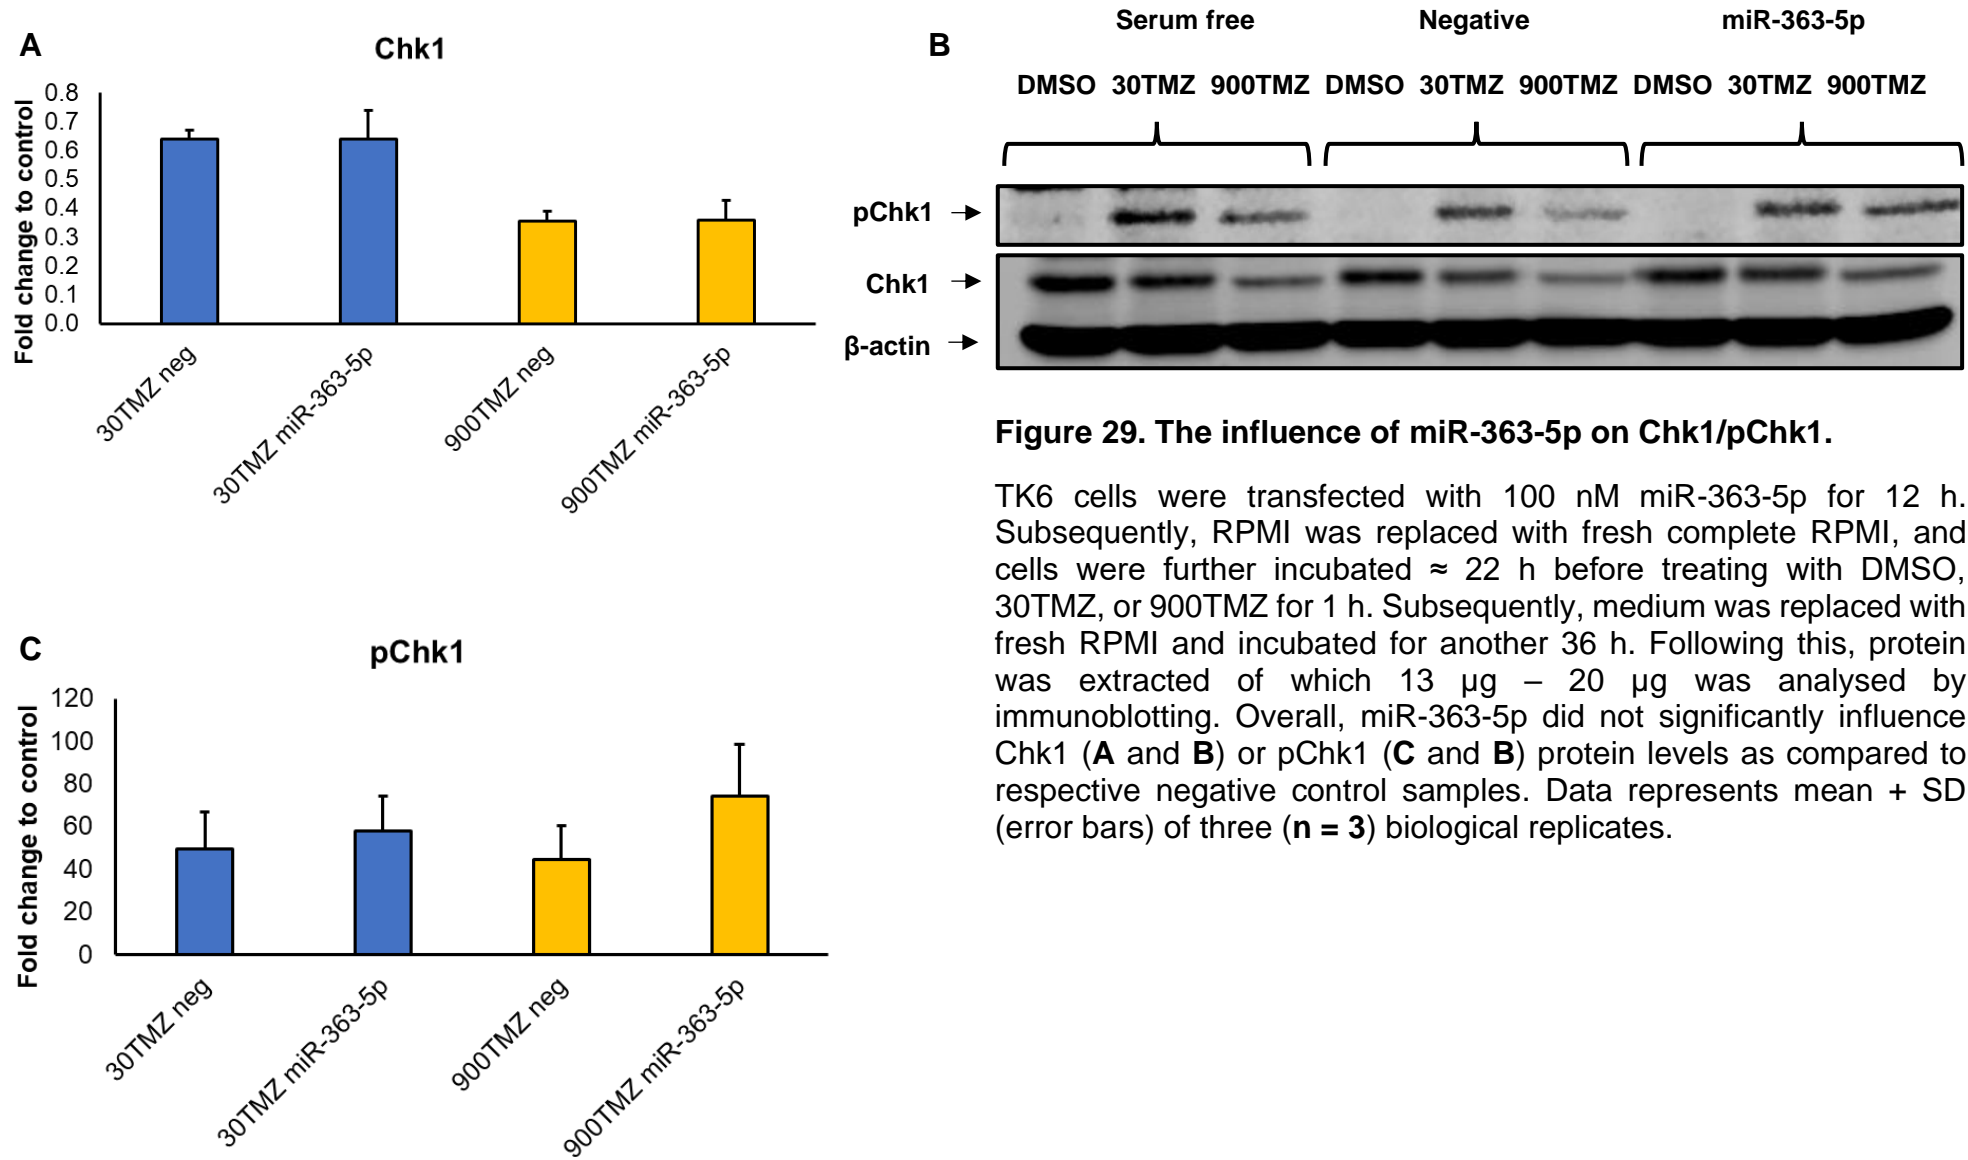 A
Chk1
Fold change to control
0.8
0.7
0.6
0.5
0.4
0.3
0.2
0.1
0.0
30TMZ neg
30TMZ miR-363-5p
900TMZ neg
900TMZ miR-363-5p
B
Serum free Negative miR-363-5p
DMSO 30TMZ 900TMZ DMSO 30TMZ 900TMZ DMSO 30TMZ 900TMZ
pChk1
Chk1
β-actin
Figure 29. The influence of miR-363-5p on Chk1/pChk1.
TK6 cells were transfected with 100 nM miR-363-5p for 12 h.
Subsequently, RPMI was replaced with fresh complete RPMI, and
cells were further incubated ≈ 22 h before treating with DMSO,
30TMZ, or 900TMZ for 1 h. Subsequently, medium was replaced with
fresh RPMI and incubated for another 36 h. Following this, protein
was extracted of which 13 µg – 20 µg was analysed by
immunoblotting. Overall, miR-363-5p did not significantly influence
Chk1 (A and B) or pChk1 (C and B) protein levels as compared to
respective negative control samples. Data represents mean + SD
(error bars) of three (n = 3) biological replicates.
C
pChk1
Fold change to control
120
100
80
60
40
20
0
30TMZ neg
30TMZ miR-363-5p
900TMZ neg
900TMZ miR-363-5p